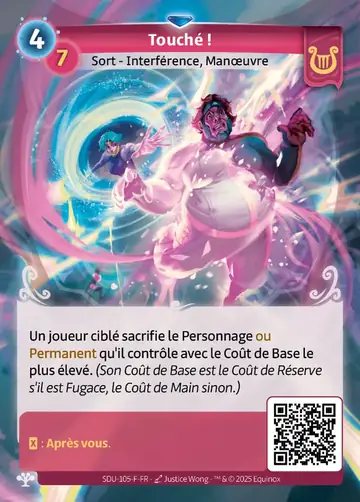 4
7
Touché !
Sort - Interférence, Manœuvre
Un joueur ciblé sacrifie le Personnage ou
Permanent qu'il contrôle avec le Coût de Base le
plus élevé. (Son Coût de Base est le Coût de Réserve
s'il est Fugace, le Coût de Main sinon.)
X : Après vous.
SDU-105-F-FR - Justice Wong - ™ & © 2025 Equinox